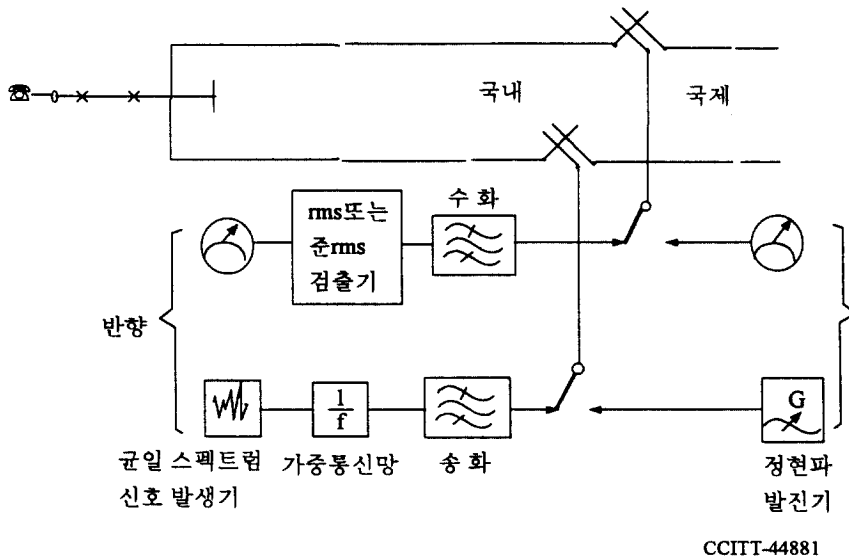 국내
국제
수 화
rms또는
준rms
검출기
반향
1
f
G
균일 스펙트럼
신호 발생기
가중통신망
송 화
정현파
발진기
CCITT-44881